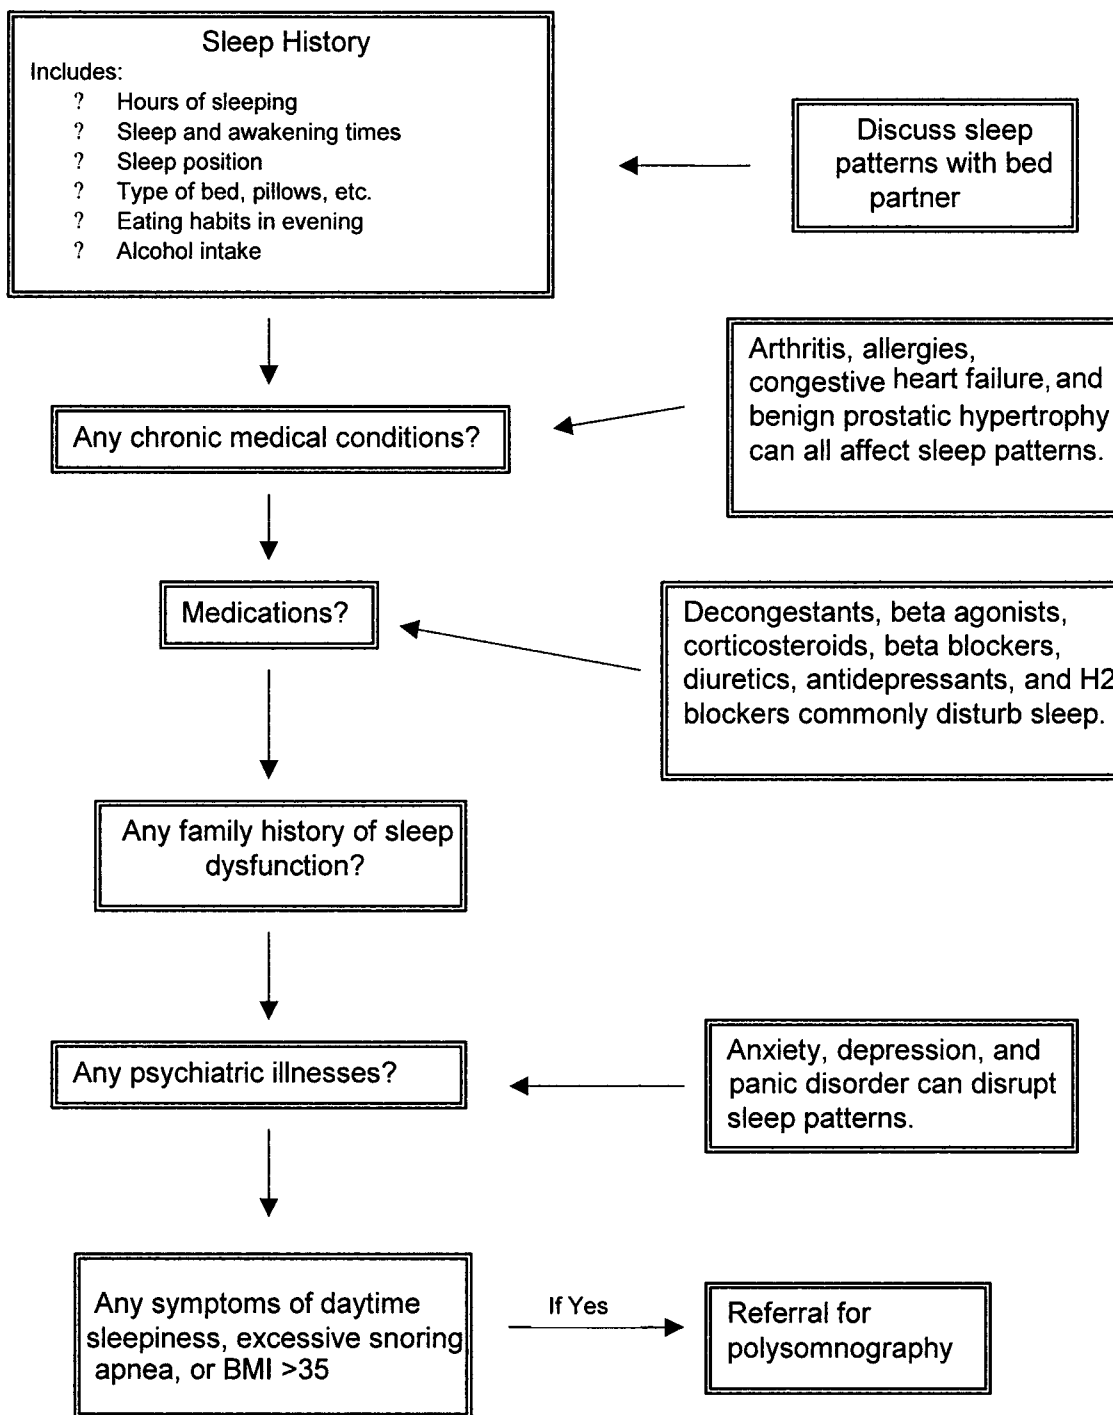 Sleep History
Includes:
? Hours of sleeping
? Sleep and awakening times
? Sleep position
? Type of bed, pillows, etc.
? Eating habits in evening
? Alcohol intake
Discuss sleep
patterns with bed
partner
Any chronic medical conditions?
Arthritis, allergies,
congestive heart failure, and
benign prostatic hypertrophy
can all affect sleep patterns.
Medications?
Decongestants, beta agonists,
corticosteroids, beta blockers,
diuretics, antidepressants, and H2
blockers commonly disturb sleep.
Any family history of sleep
dysfunction?
Any psychiatric illnesses?
Anxiety, depression, and
panic disorder can disrupt
sleep patterns.
Any symptoms of daytime
sleepiness, excessive snoring
apnea, or BMI >35
If Yes
Referral for
polysomnography